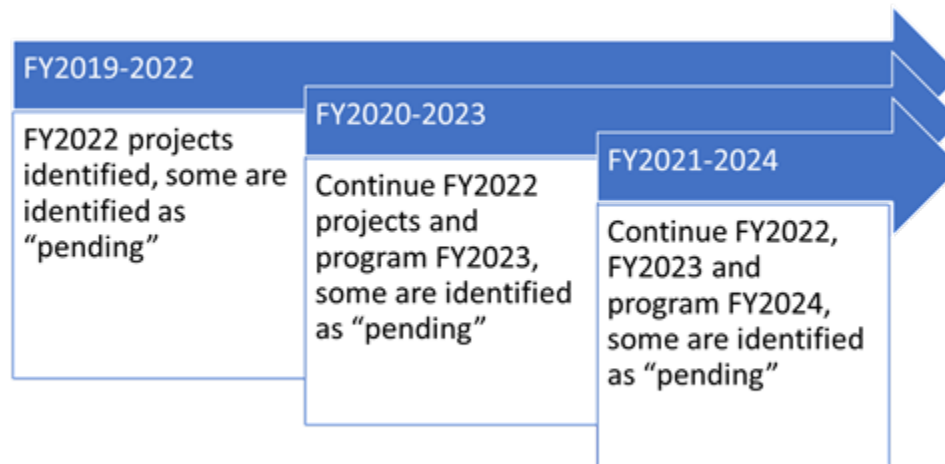 FY2019-2022
FY2022 projects
identified, some are
identified as
“pending”
FY2020-2023
Continue FY2022
projects and
program FY2023,
some are identified
as “pending”
FY2021-2024
Continue FY2022,
FY2023 and
program FY2024,
some are identified
as “pending”